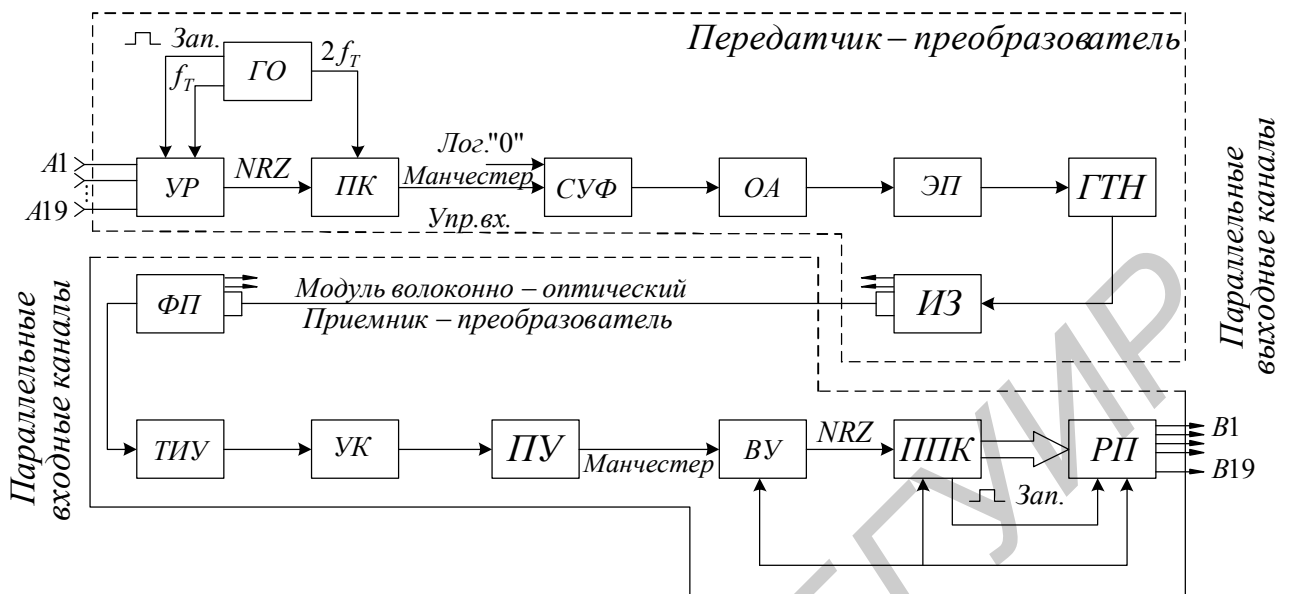 Зап.
Передатчик – преобразователь
ГО
2f_T
f_T
A1
A19
УР
NRZ
ПК
Лог."0"
Манчестер
Упр.вх.
СУФ
ОА
ЭП
ГТН
Параллельные
выходные каналы
Параллельные
входные каналы
ФП
Модуль волоконно – оптический
Приемник – преобразователь
ИЗ
ТИУ
УК
ПУ
Манчестер
ВУ
NRZ
ППК
Зап.
РП
B1
B19
БГУИР